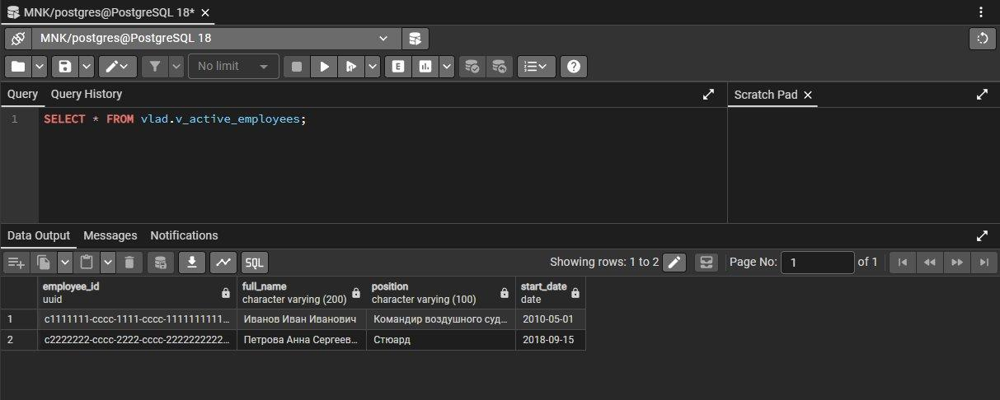 MNK/postgres@PostgreSQL 18*
MNK/postgres@PostgreSQL 18
No limit
E
Query Query History
Scratch Pad
1 SELECT * FROM vlad.v_active_employees;
Data Output Messages Notifications
SQL
Showing rows: 1 to 2
Page No: 1 of 1
employee_id full_name position start_date
uuid character varying (200) character varying (100) date
1 c1111111-cccc-1111-cccc-1111111111... Иванов Иван Иванович Командир воздушного суд... 2010-05-01
2 c2222222-cccc-2222-cccc-2222222222... Петрова Анна Сергеев... Стюард 2018-09-15